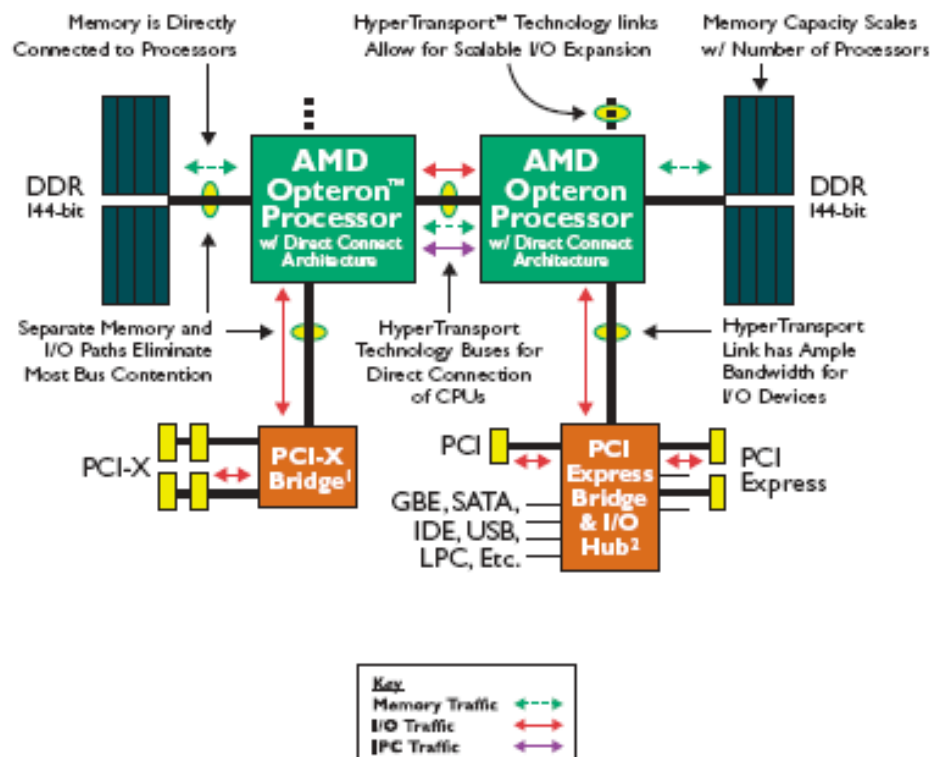 Memory is Directly
Connected to Processors
HyperTransport™ Technology links
Allow for Scalable I/O Expansion
Memory Capacity Scales
w/ Number of Processors
DDR
144-bit
AMD
Opteron™
Processor
w/ Direct Connect
Architecture
AMD
Opteron
Processor
w/ Direct Connect
Architecture
DDR
144-bit
Separate Memory and
I/O Paths Eliminate
Most Bus Contention
HyperTransport
Technology Buses for
Direct Connection
of CPUs
HyperTransport
Link has Ample
Bandwidth for
I/O Devices
PCI-X
PCI-X
Bridge1
PCI
GBE, SATA,
IDE, USB,
LPC, Etc.
PCI
Express
Bridge
& I/O
Hub2
PCI
Express
Key
Memory Traffic
I/O Traffic
IPC Traffic